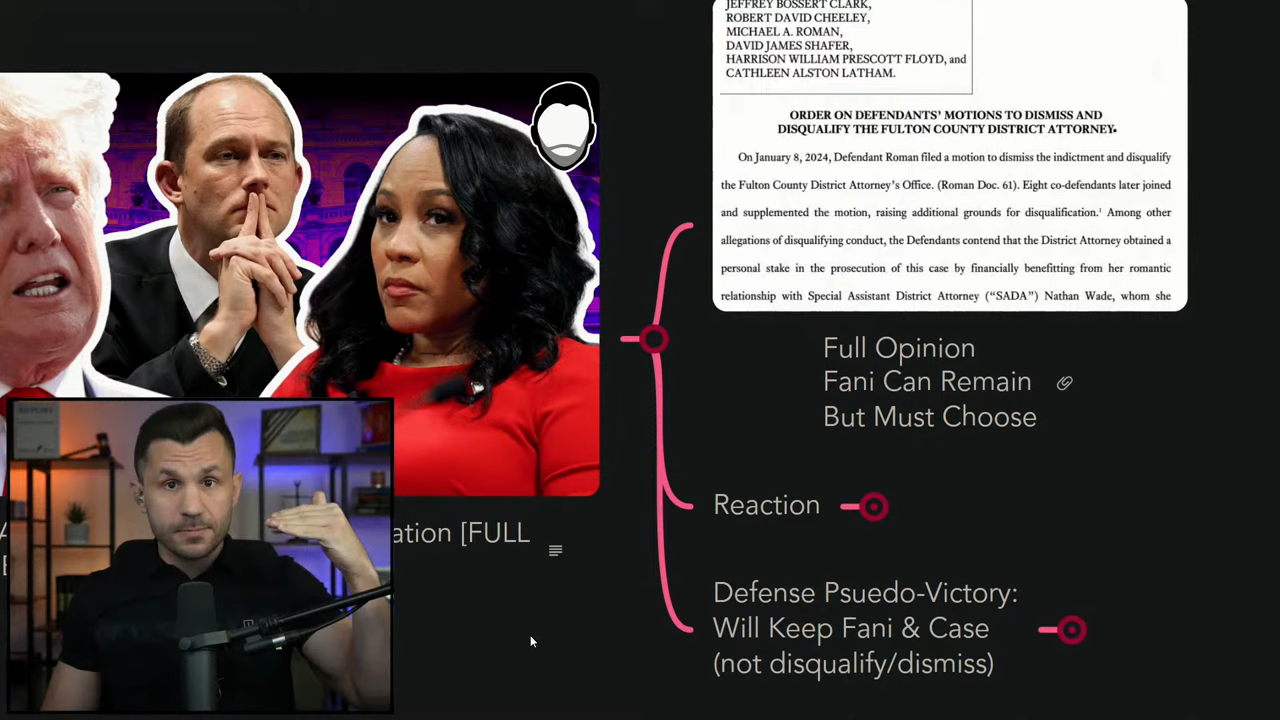 JEFFREY BOSSERT CLARK,
ROBERT DAVID CHEELEY,
MICHAEL A. ROMAN,
DAVID JAMES SHAFER,
HARRISON WILLIAM PRESCOTT FLOYD, and
CATHLEEN ALSTON LATHAM.
ORDER ON DEFENDANTS' MOTIONS TO DISMISS AND
DISQUALIFY THE FULTON COUNTY DISTRICT ATTORNEY.
On January 8, 2024, Defendant Roman filed a motion to dismiss the indictment and disqualify
the Fulton County District Attorney's Office. (Roman Doc. 61). Eight co-defendants later joined
and supplemented the motion, raising additional grounds for disqualification.¹ Among other
allegations of disqualifying conduct, the Defendants contend that the District Attorney obtained a
personal stake in the prosecution of this case by financially benefitting from her romantic
relationship with Special Assistant District Attorney ("SADA") Nathan Wade, whom she
Full Opinion
Fani Can Remain
But Must Choose
Reaction
ation [FULL
Defense Psuedo-Victory:
Will Keep Fani & Case
(not disqualify/dismiss)